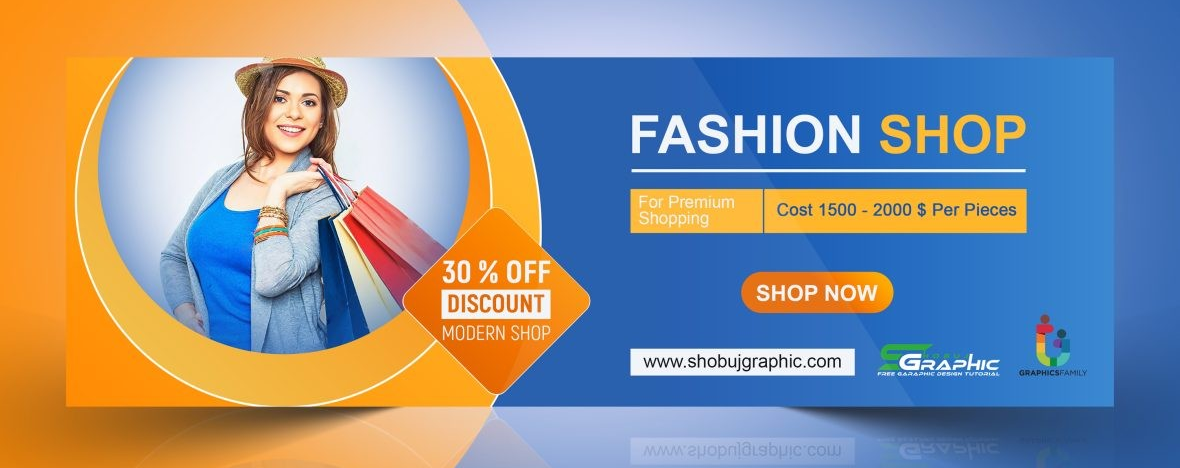 FASHION SHOP
For Premium
Shopping
Cost 1500 - 2000 $ Per Pieces
30 % OFF
DISCOUNT
MODERN SHOP
SHOP NOW
www.shobujgraphic.com
SHOBUJ
GRAPHIC
FREE GARAPHIC DESIGN TUTORIAL
GRAPHICSFAMILY